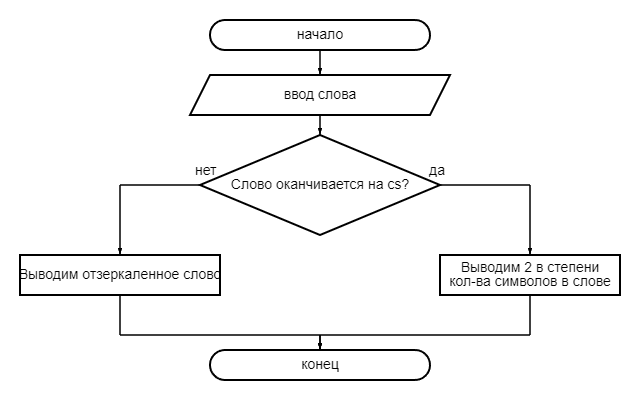 начало
ввод слова
нет
да
Слово оканчивается на cs?
Выводим отзеркаленное слово
Выводим 2 в степени
кол-ва символов в слове
конец